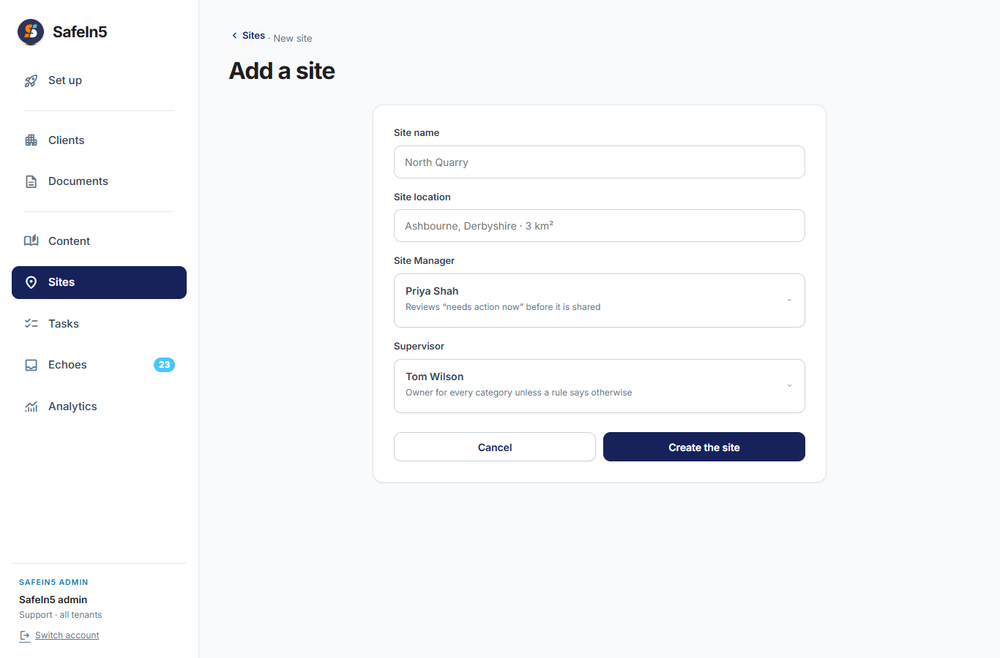 SafeIn5
Set up
Clients
Documents
Content
Sites
Tasks
Echoes 23
Analytics
SAFEIN5 ADMIN
SafeIn5 admin
Support · all tenants
Switch account
Sites · New site
Add a site
Site name
North Quarry
Site location
Ashbourne, Derbyshire · 3 km²
Site Manager
Priya Shah
Reviews “needs action now” before it is shared
Supervisor
Tom Wilson
Owner for every category unless a rule says otherwise
Cancel Create the site